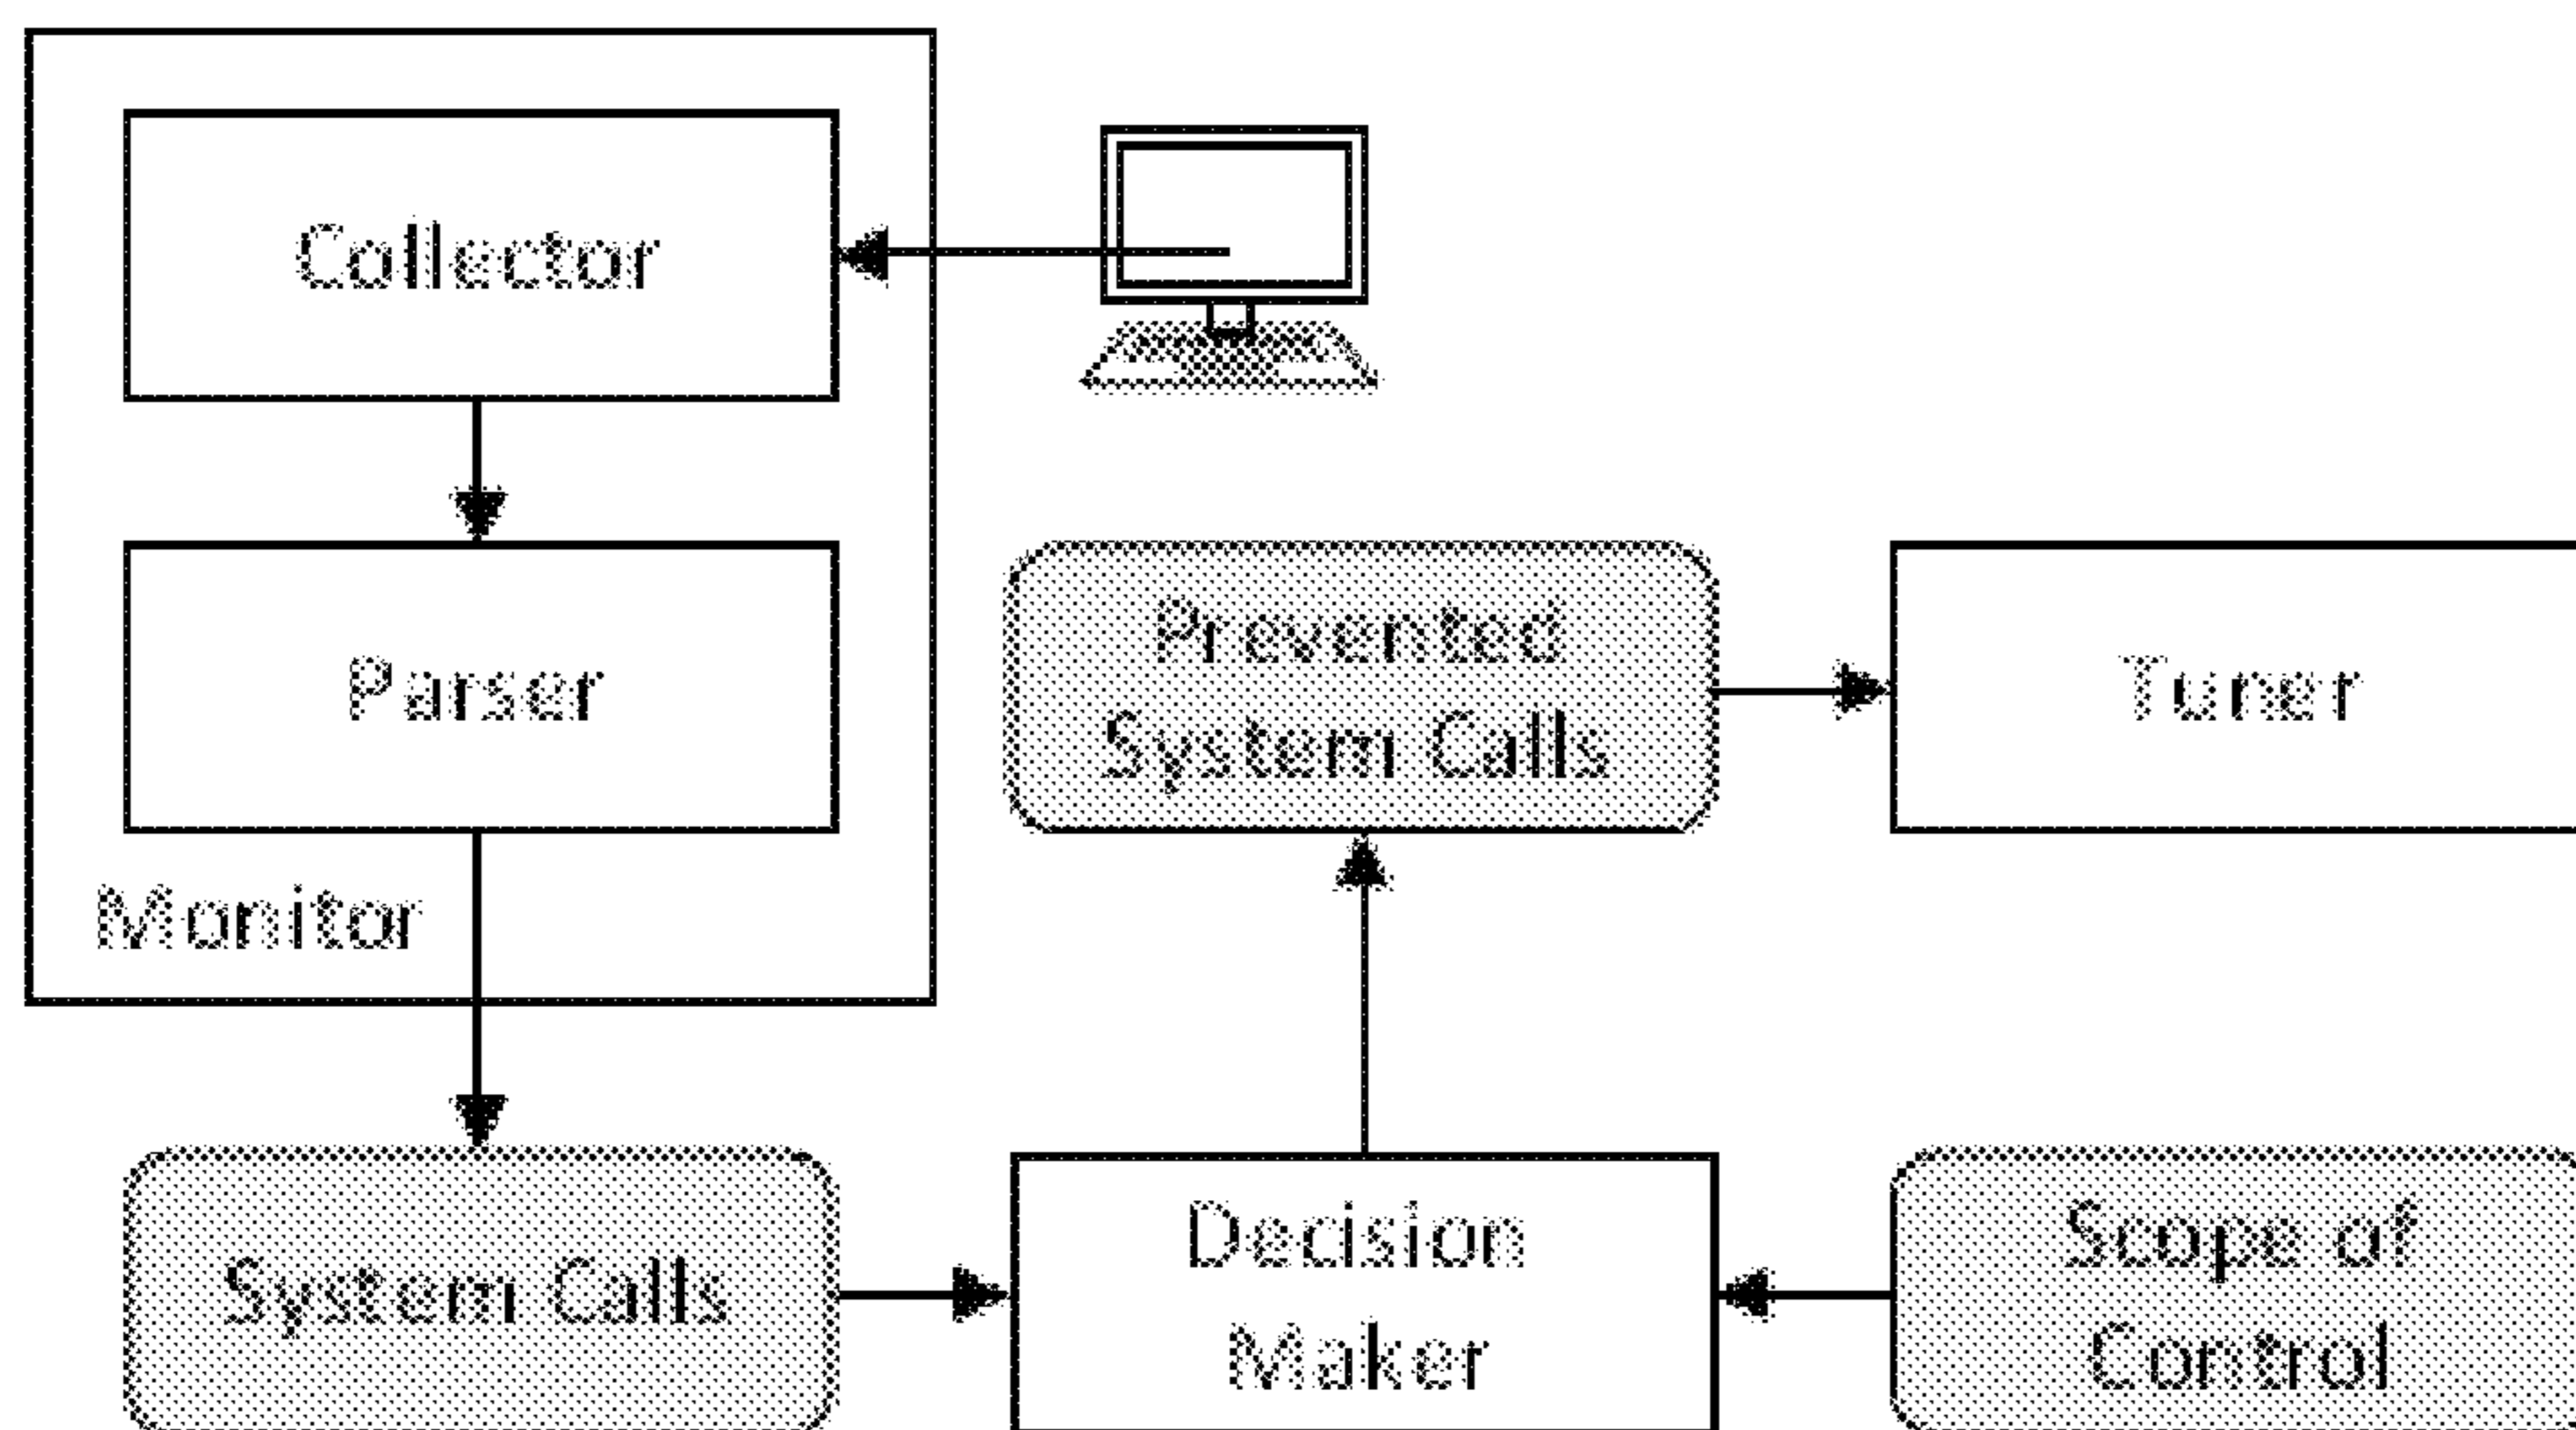 Collector
Parser
Monitor
Prevented
System Calls
Tuner
System Calls
Decision
Maker
Scope of
Control